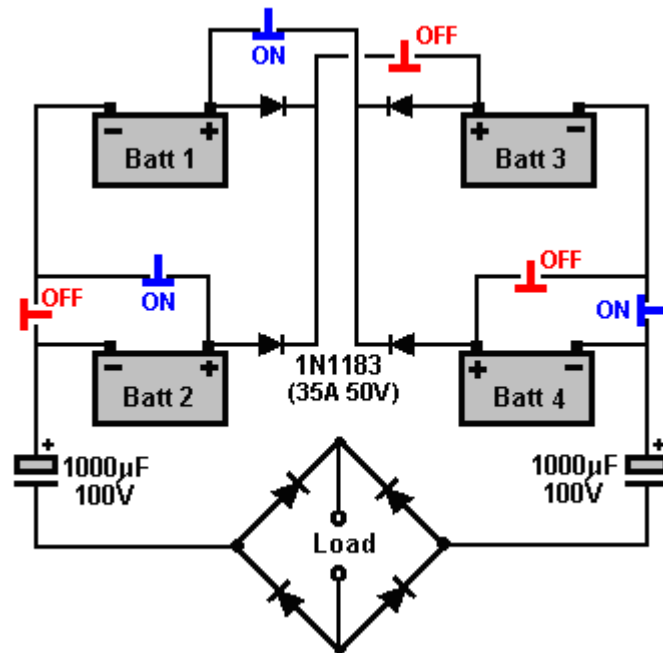 ON
OFF
- +
Batt 1
+ -
Batt 3
OFF
ON
OFF
ON
- +
Batt 2
1N1183
(35A 50V)
+ -
Batt 4
+
1000µF
100V
+
1000µF
100V
Load